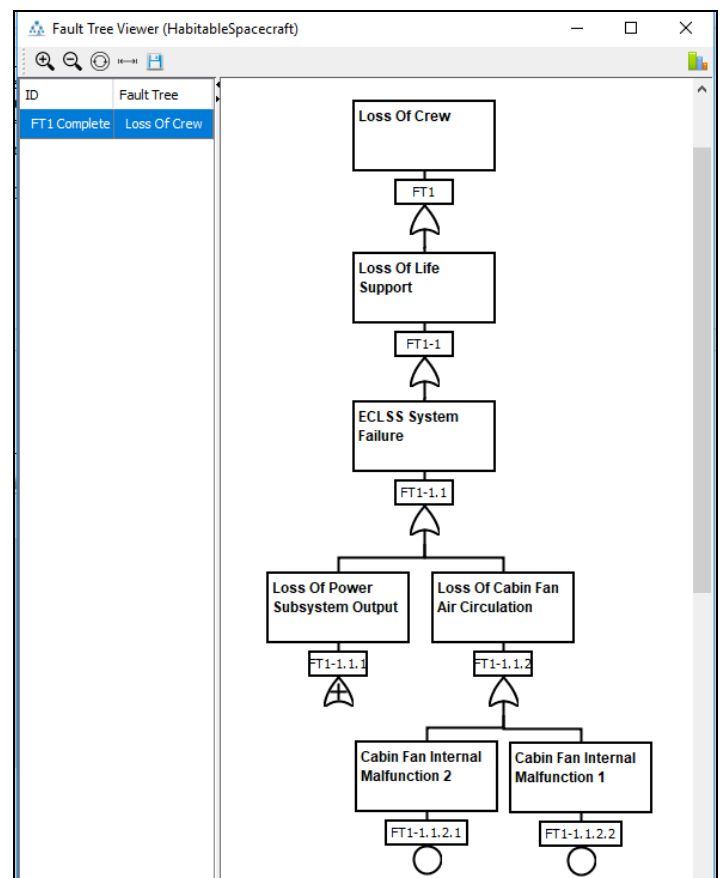 Fault Tree Viewer (HabitableSpacecraft)
ID Fault Tree
FT1 Complete Loss Of Crew
Loss Of Crew
FT1
Loss Of Life
Support
FT1-1
ECLSS System
Failure
FT1-1.1
Loss Of Power
Subsystem Output
FT1-1.1.1
Loss Of Cabin Fan
Air Circulation
FT1-1.1.2
Cabin Fan Internal
Malfunction 2
FT1-1.1.2.1
Cabin Fan Internal
Malfunction 1
FT1-1.1.2.2